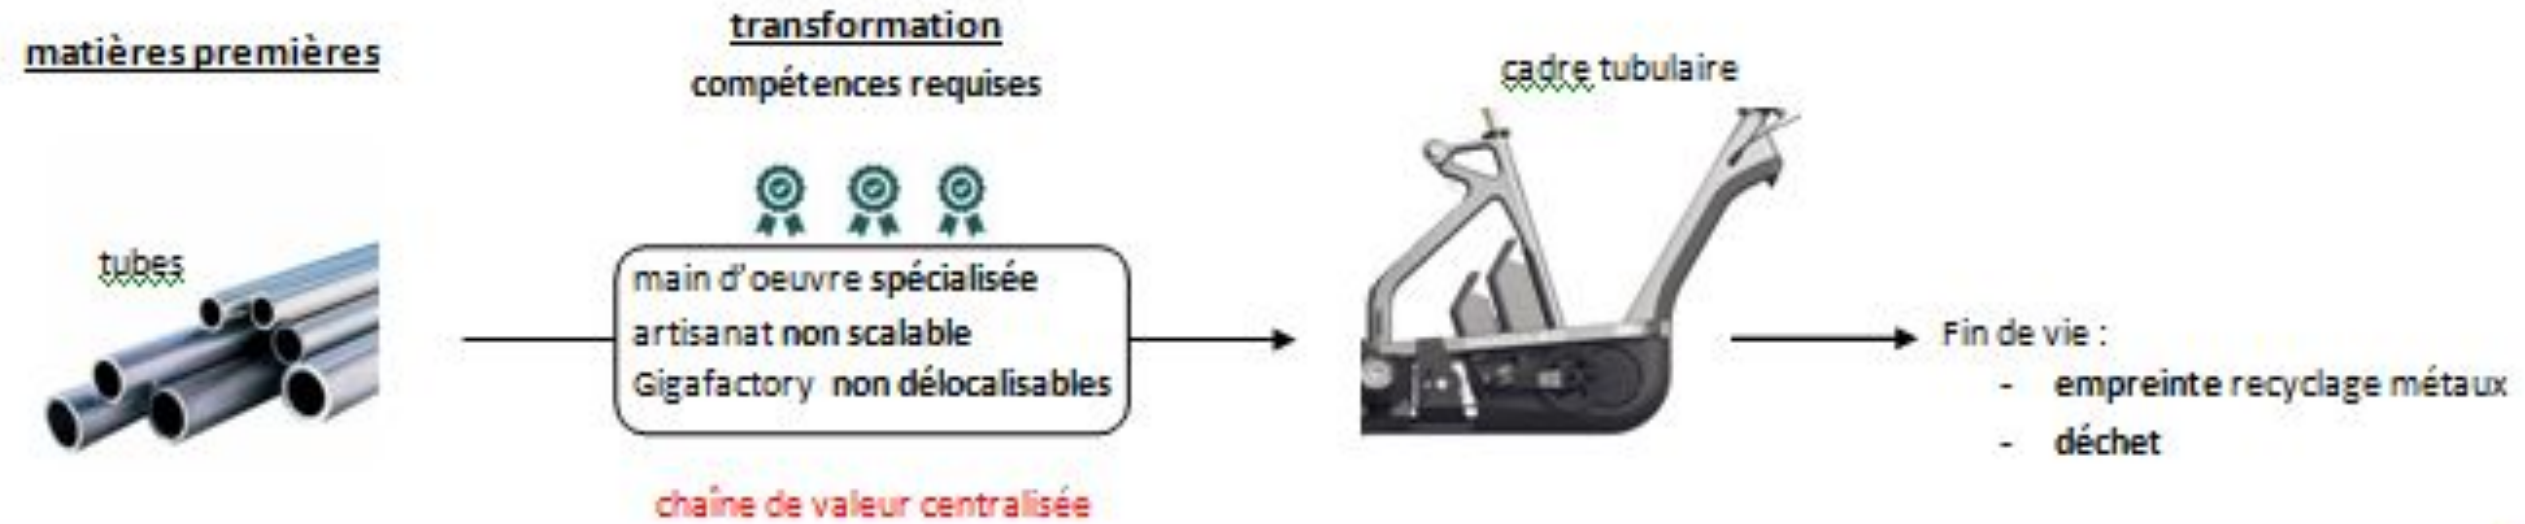 matières premières
tubes
transformation
compétences requises
main d'oeuvre spécialisée
artisanat non scalable
Gigafactory non délocalisables
chaîne de valeur centralisée
cadre tubulaire
Fin de vie :
- empreinte recyclage métaux
- déchet